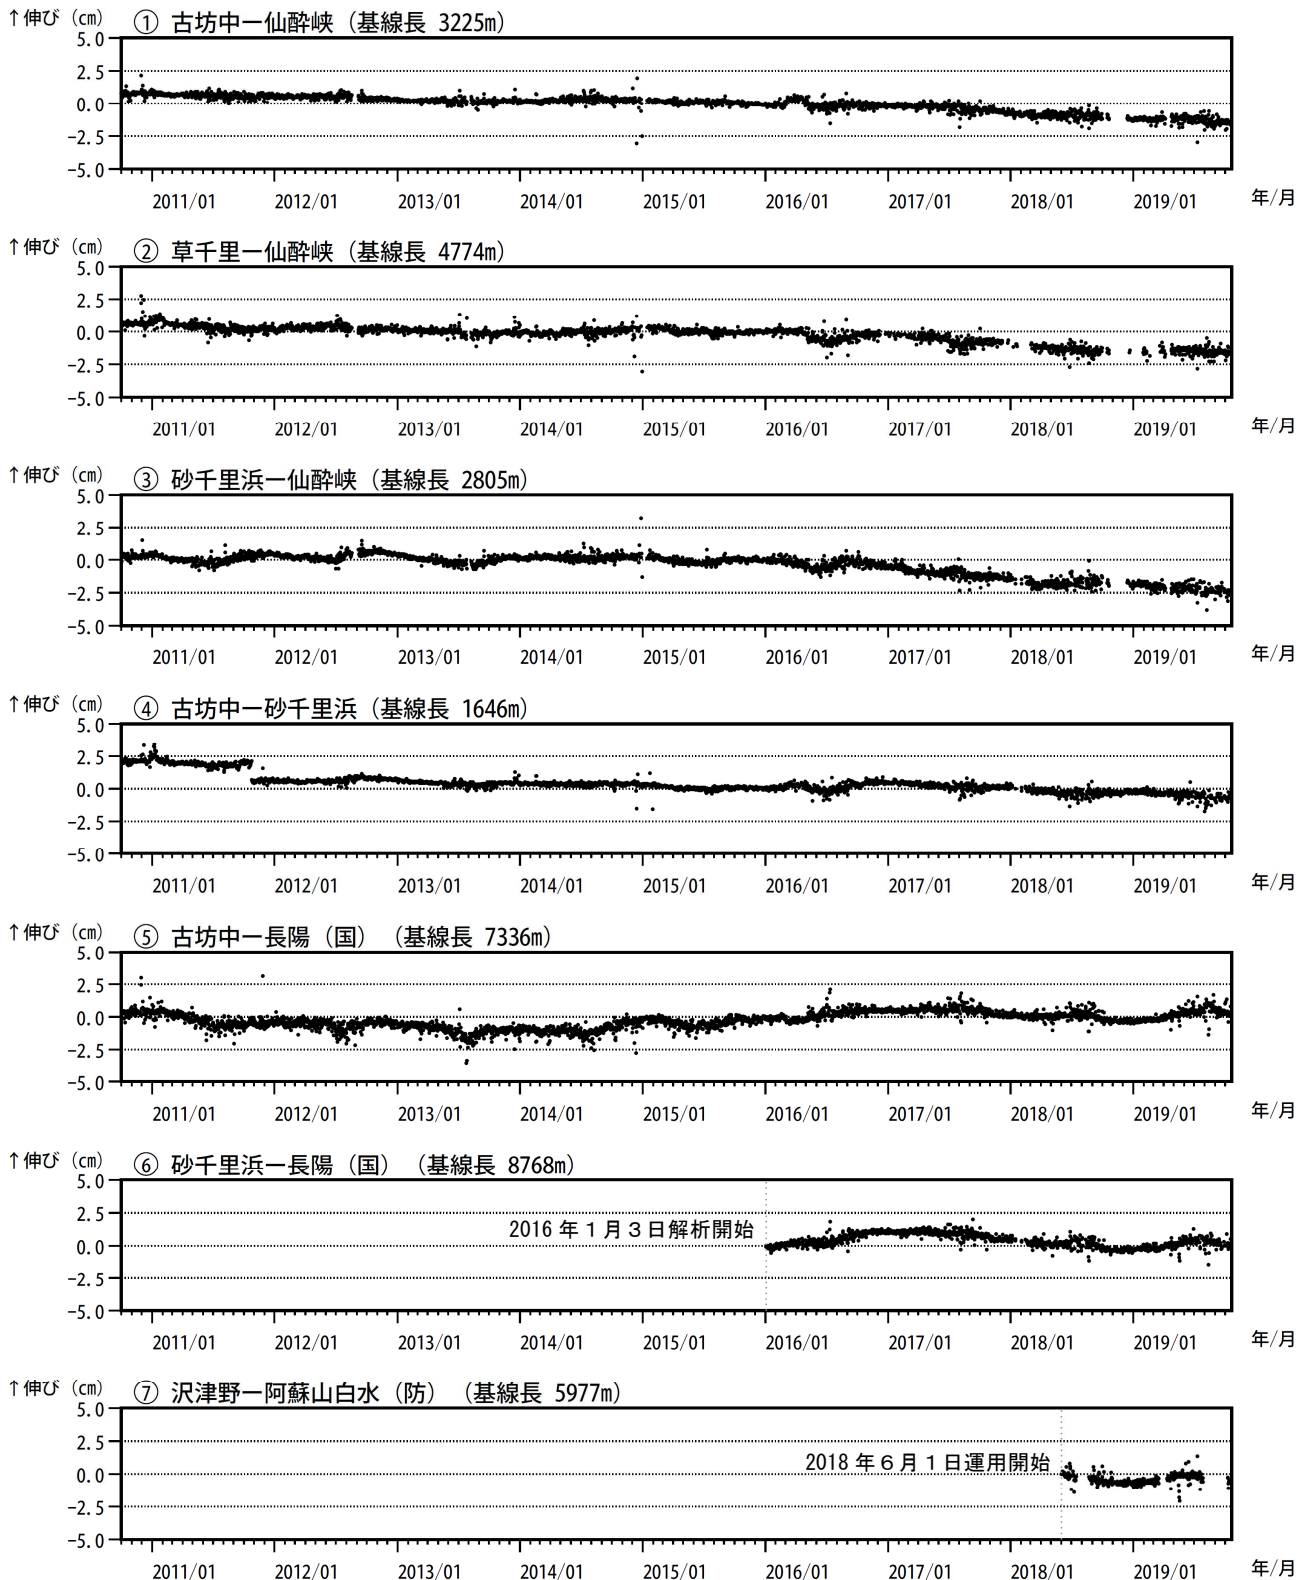 ↑伸び（cm） ① 古坊中ー仙酔峡（基線長 3225m）
5.0
2.5
0.0
−2.5
−5.0
2011/01 2012/01 2013/01 2014/01 2015/01 2016/01 2017/01 2018/01 2019/01 年/月
↑伸び（cm） ② 草千里ー仙酔峡（基線長 4774m）
5.0
2.5
0.0
−2.5
−5.0
2011/01 2012/01 2013/01 2014/01 2015/01 2016/01 2017/01 2018/01 2019/01 年/月
↑伸び（cm） ③ 砂千里浜ー仙酔峡（基線長 2805m）
5.0
2.5
0.0
−2.5
−5.0
2011/01 2012/01 2013/01 2014/01 2015/01 2016/01 2017/01 2018/01 2019/01 年/月
↑伸び（cm） ④ 古坊中ー砂千里浜（基線長 1646m）
5.0
2.5
0.0
−2.5
−5.0
2011/01 2012/01 2013/01 2014/01 2015/01 2016/01 2017/01 2018/01 2019/01 年/月
↑伸び（cm） ⑤ 古坊中ー長陽（国）（基線長 7336m）
5.0
2.5
0.0
−2.5
−5.0
2011/01 2012/01 2013/01 2014/01 2015/01 2016/01 2017/01 2018/01 2019/01 年/月
↑伸び（cm） ⑥ 砂千里浜ー長陽（国）（基線長 8768m）
5.0
2.5
2016 年１月３日解析開始
0.0
−2.5
−5.0
2011/01 2012/01 2013/01 2014/01 2015/01 2016/01 2017/01 2018/01 2019/01 年/月
↑伸び（cm） ⑦ 沢津野ー阿蘇山白水（防）（基線長 5977m）
5.0
2.5
2018 年６月１日運用開始
0.0
−2.5
−5.0
2011/01 2012/01 2013/01 2014/01 2015/01 2016/01 2017/01 2018/01 2019/01 年/月